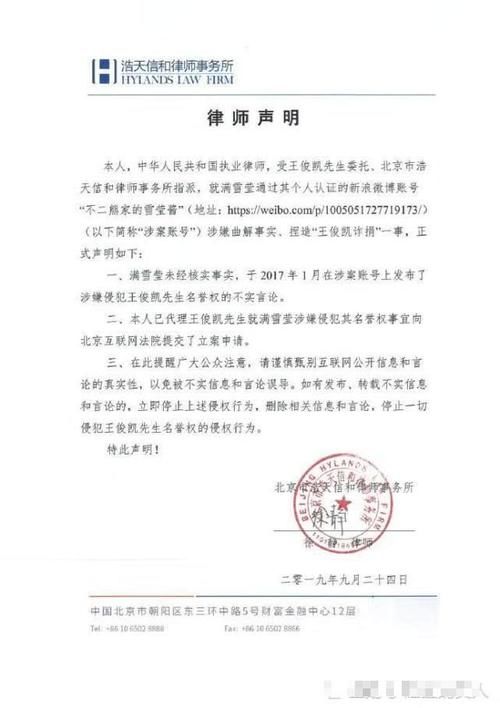 浩天信和律师事务所
HYLANDS LAW FIRM
律师声明
本人，中华人民共和国执业律师，受王俊凯先生委托、北京市浩
天信和律师事务所指派，就满雪莹通过其个人认证的新浪微博账号
“不二熊家的雪莹酱”（地址：https://weibo.com/p/1005051727719173/）
（以下简称“涉案账号”）涉嫌曲解事实、捏造“王俊凯诈捐”一事，正
式声明如下：
一、满雪莹未经核实事实，于 2017 年 1 月在涉案账号上发布了
涉嫌侵犯王俊凯先生名誉权的不实言论。
二、本人已代理王俊凯先生就满雪莹涉嫌侵犯其名誉权事宜向
北京互联网法院提交了立案申请。
三、在此提醒广大公众注意，请谨慎甄别互联网公开信息和言
论的真实性，以免被不实信息和言论误导。如有发布、转载不实信息
和言论的，立即停止上述侵权行为，删除相关信息和言论，停止一切
侵犯王俊凯先生名誉权的侵权行为。
特此声明！
北京市浩天信和律师事务所
BEIJING HYLANDS LAW FIRM
律师
二零一九年九月二十四日
中国北京市朝阳区东三环中路5号财富金融中心12层
Tel: +86 10 6502 8888 Fax: +86 10 6502 8866